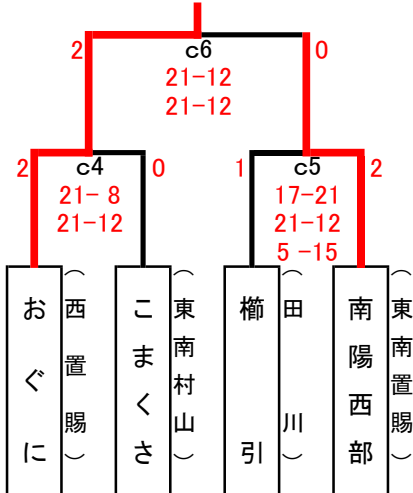 2
c6
0
21-12
21-12
2
c4
0
1
c5
2
21- 8
21-12
17-21
21-12
5 -15
おぐに
（西置賜）
こまくさ
（東南村山）
櫛引
（田川）
南陽西部
（東南置賜）